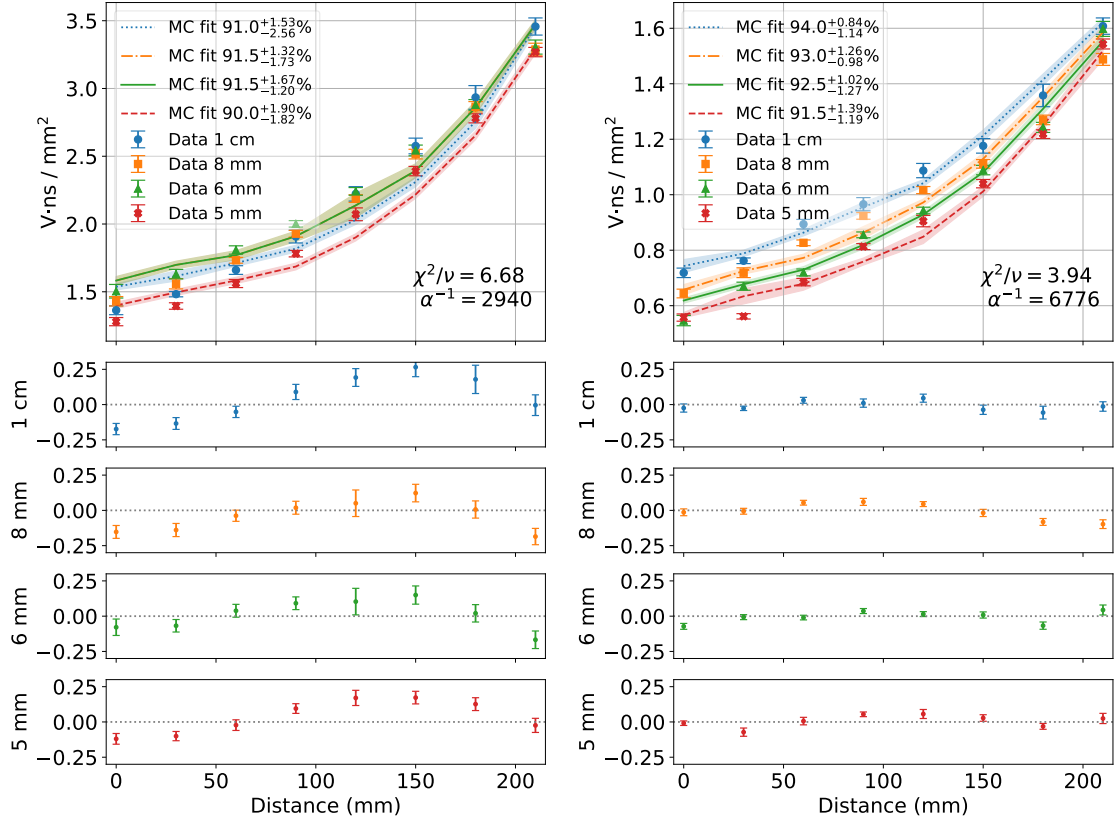 V·ns / mm²
3.5
3.0
2.5
2.0
1.5
MC fit 91.0 +1.53 −2.56 %
MC fit 91.5 +1.32 −1.73 %
MC fit 91.5 +1.67 −1.20 %
MC fit 90.0 +1.90 −1.82 %
Data 1 cm
Data 8 mm
Data 6 mm
Data 5 mm
χ²/ν = 6.68
α⁻¹ = 2940
1 cm
0.25
0.00
−0.25
8 mm
0.25
0.00
−0.25
6 mm
0.25
0.00
−0.25
5 mm
0.25
0.00
−0.25
0 50 100 150 200
Distance (mm)
V·ns / mm²
1.6
1.4
1.2
1.0
0.8
0.6
MC fit 94.0 +0.84 −1.14 %
MC fit 93.0 +1.26 −0.98 %
MC fit 92.5 +1.02 −1.27 %
MC fit 91.5 +1.39 −1.19 %
Data 1 cm
Data 8 mm
Data 6 mm
Data 5 mm
χ²/ν = 3.94
α⁻¹ = 6776
1 cm
0.25
0.00
−0.25
8 mm
0.25
0.00
−0.25
6 mm
0.25
0.00
−0.25
5 mm
0.25
0.00
−0.25
0 50 100 150 200
Distance (mm)